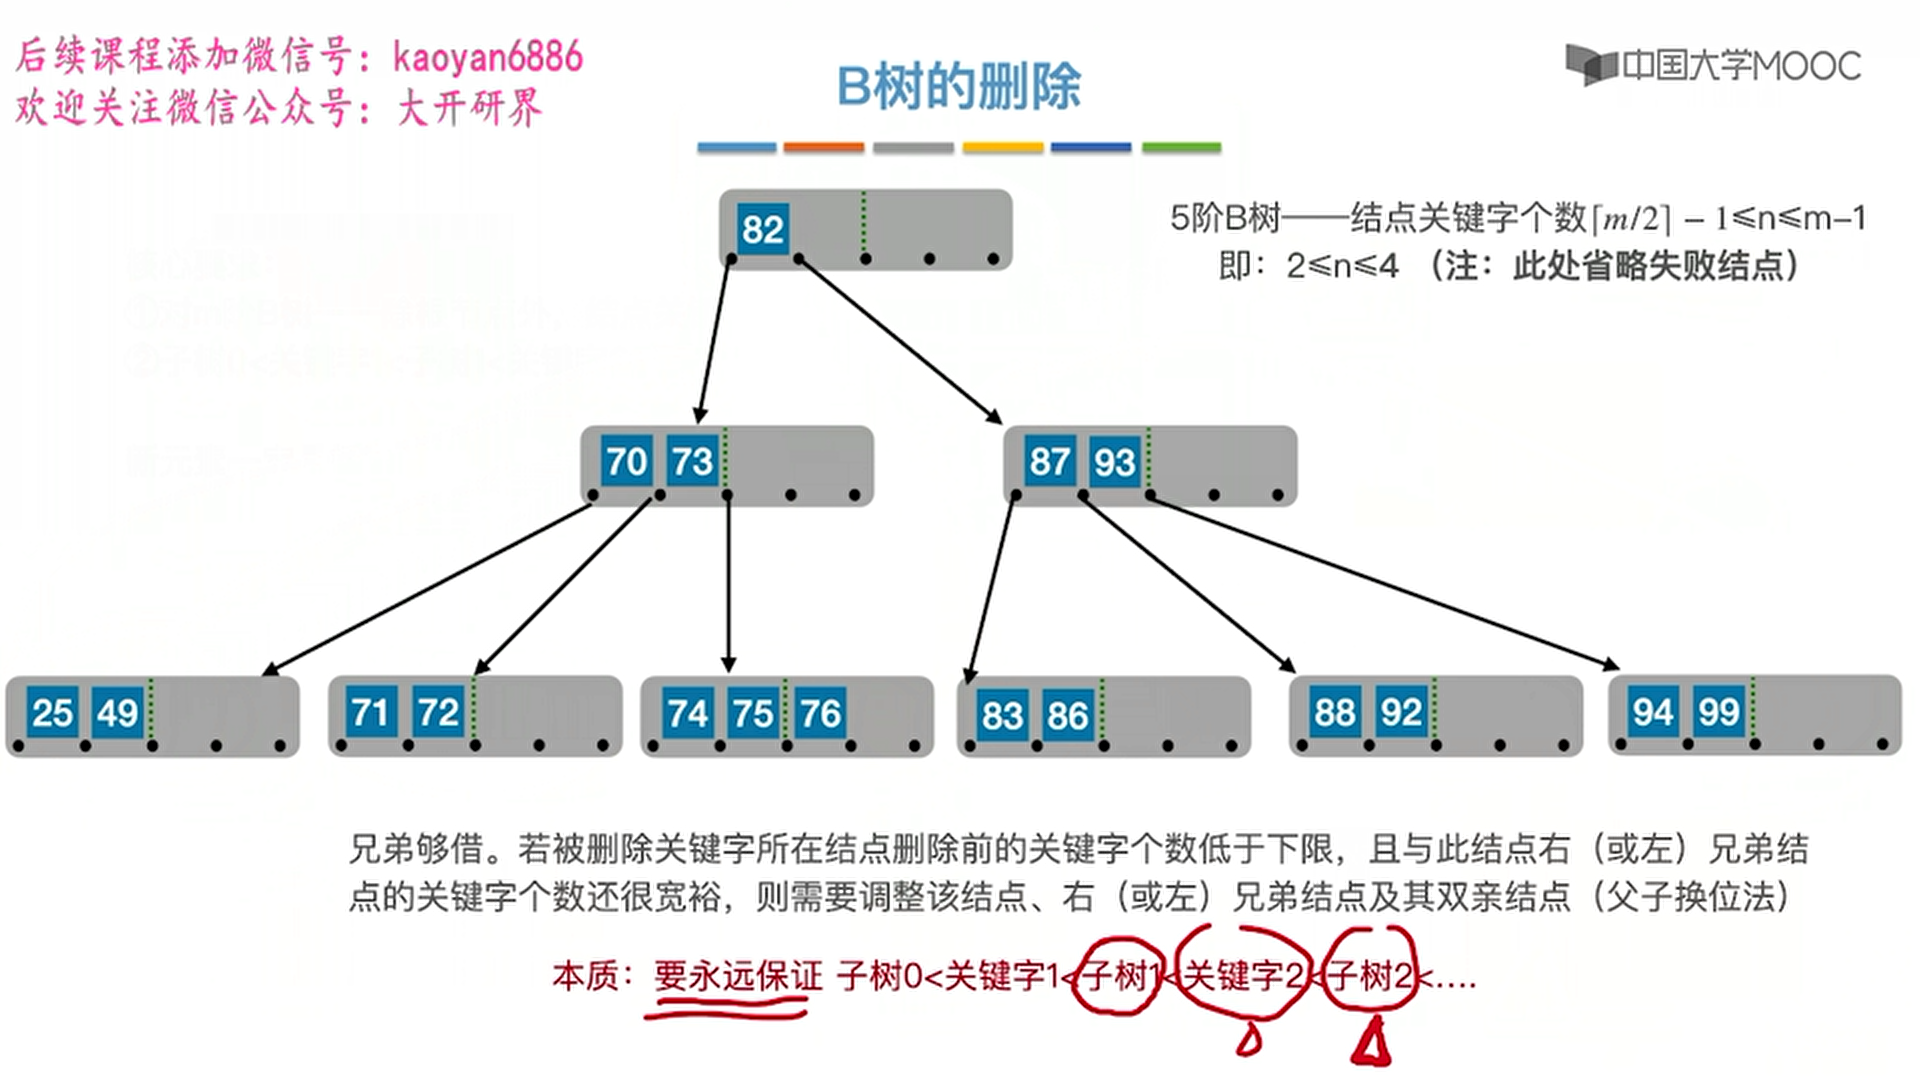 后续课程添加微信号：kaoyan6886
欢迎关注微信公众号：大开研界
中国大学MOOC
B树的删除
5阶B树——结点关键字个数⌈m/2⌉ − 1≤n≤m–1
即：2≤n≤4 （注：此处省略失败结点）
82
70 73
87 93
25 49
71 72
74 75 76
83 86
88 92
94 99
兄弟够借。若被删除关键字所在结点删除前的关键字个数低于下限，且与此结点右（或左）兄弟结
点的关键字个数还很宽裕，则需要调整该结点、右（或左）兄弟结点及其双亲结点（父子换位法）
本质：要永远保证 子树0<关键字1<子树1<关键字2<子树2<....